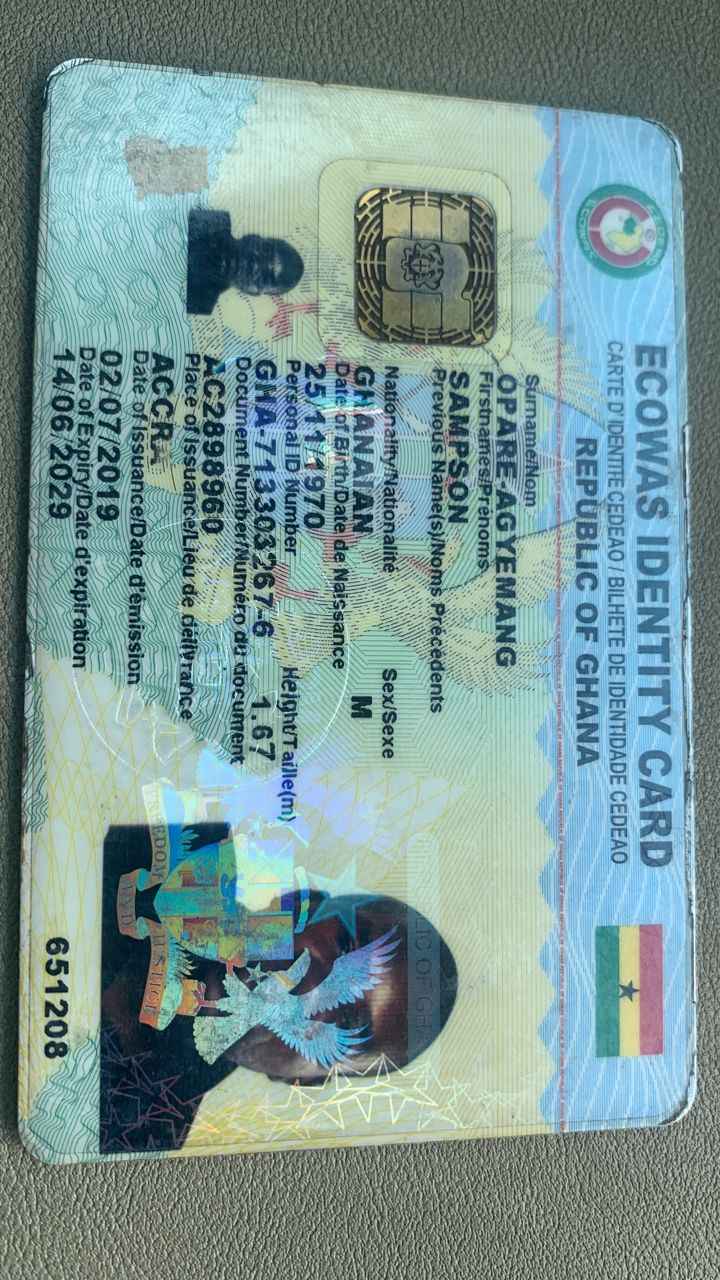 ECOWAS IDENTITY CARD
CARTE D'IDENTITE CEDEAO / BILHETE DE IDENTIDADE CEDEAO
REPUBLIC OF GHANA
ECOWAS
Surname/Nom
OPARE-AGYEMANG
Firstnames/Prénoms
SAMPSON
Previous Name(s)/Noms Précédents
Nationality/Nationalité Sex/Sexe
GHANAIAN M
Date of Birth/Date de Naissance
25/11/1970
Personal ID Number Height/Taille(m)
GHA-713303267-6 1.67
Document Number/Numéro du document
AC2898960
Place of Issuance/Lieu de Délivrance
ACCRA
Date of Issuance/Date d'émission
02/07/2019
Date of Expiry/Date d'expiration
14/06/2029
651208
FREEDOM AND JUSTICE